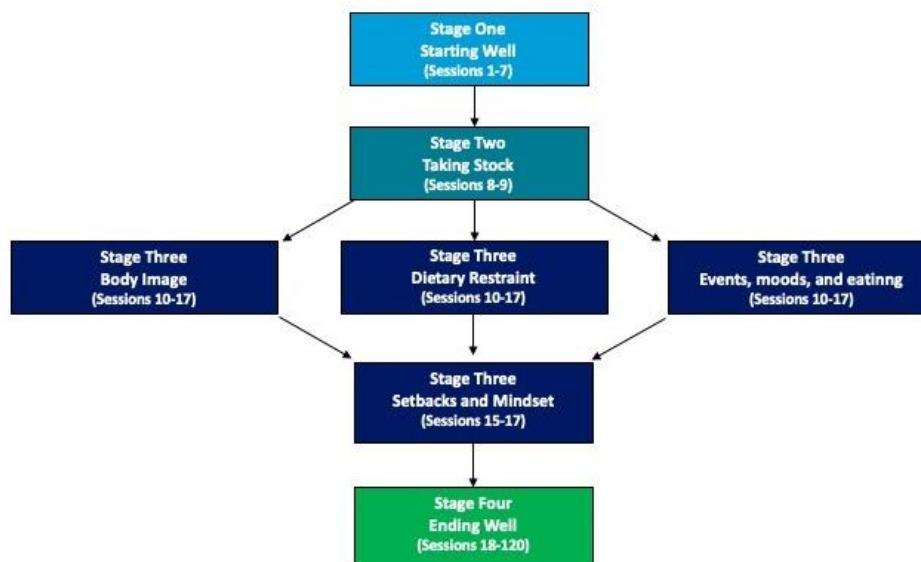 Stage One
Starting Well
(Sessions 1-7)
Stage Two
Taking Stock
(Sessions 8-9)
Stage Three
Body Image
(Sessions 10-17)
Stage Three
Dietary Restraint
(Sessions 10-17)
Stage Three
Events, moods, and eatinng
(Sessions 10-17)
Stage Three
Setbacks and Mindset
(Sessions 15-17)
Stage Four
Ending Well
(Sessions 18-120)